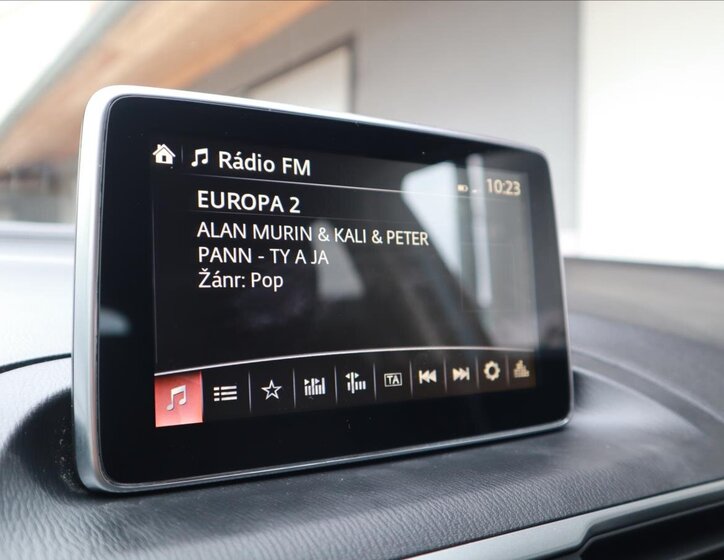 Rádio FM
10:23
EUROPA 2
ALAN MURIN & KALI & PETER
PANN - TY A JA
Žánr: Pop
TA